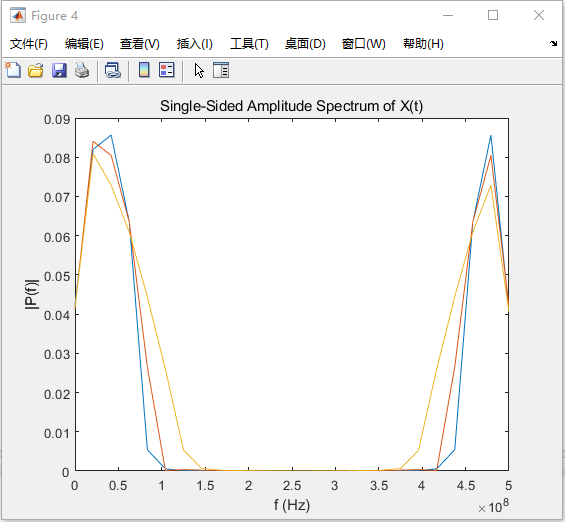 Figure 4
文件(F) 编辑(E) 查看(V) 插入(I) 工具(T) 桌面(D) 窗口(W) 帮助(H)
Single-Sided Amplitude Spectrum of X(t)
0.09
0.08
0.07
0.06
0.05
0.04
0.03
0.02
0.01
0
|P(f)|
0 0.5 1 1.5 2 2.5 3 3.5 4 4.5 5
f (Hz)
×10^8